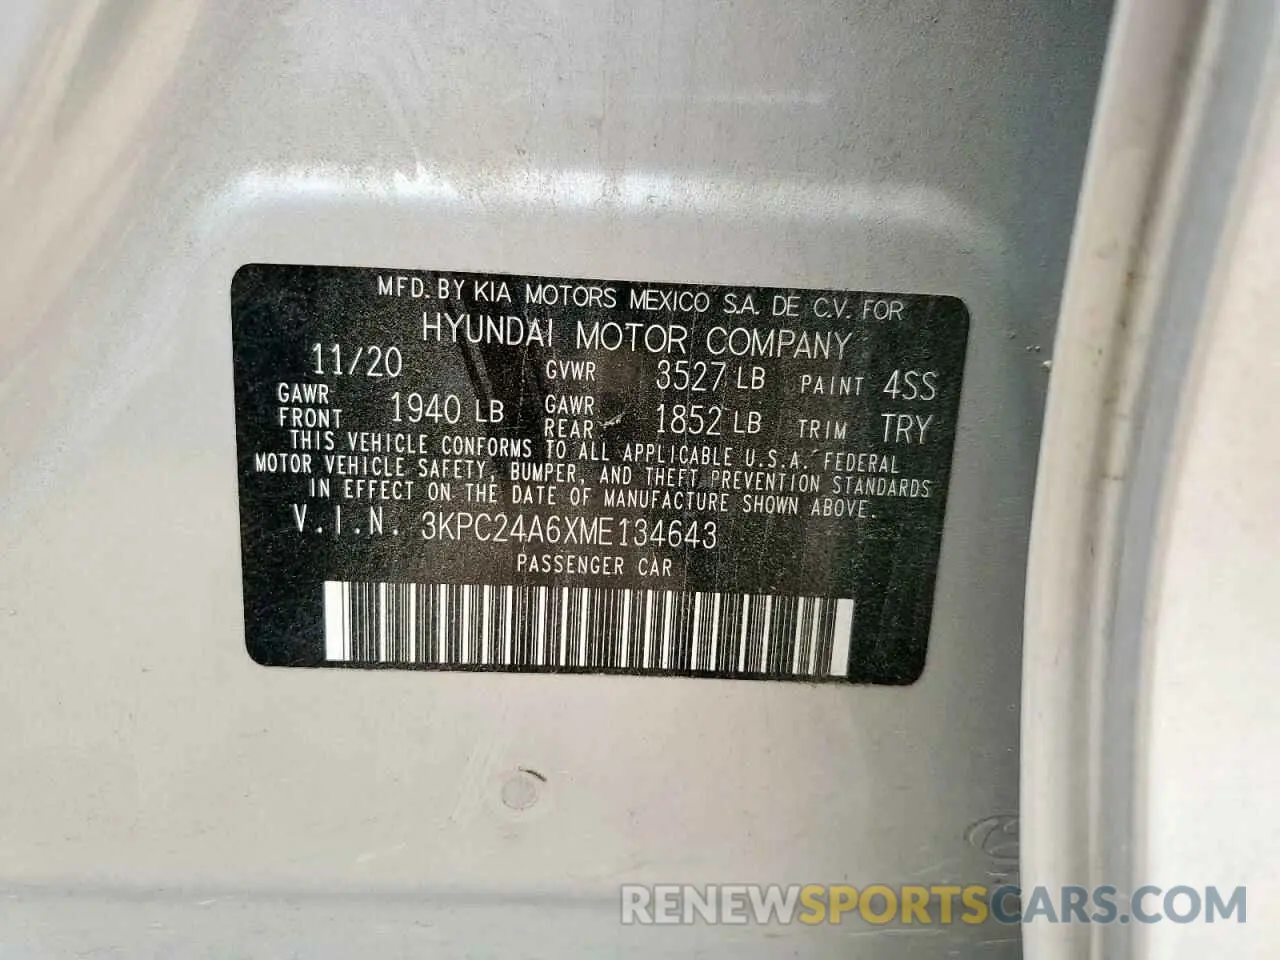 MFD. BY KIA MOTORS MEXICO S.A. DE C.V. FOR
HYUNDAI MOTOR COMPANY
11/20 GVWR 3527 LB PAINT 4SS
GAWR FRONT 1940 LB GAWR REAR 1852 LB TRIM TRY
THIS VEHICLE CONFORMS TO ALL APPLICABLE U.S.A. FEDERAL
MOTOR VEHICLE SAFETY, BUMPER, AND THEFT PREVENTION STANDARDS
IN EFFECT ON THE DATE OF MANUFACTURE SHOWN ABOVE.
V.I.N. 3KPC24A6XME134643
PASSENGER CAR
RENEWSPORTSCARS.COM